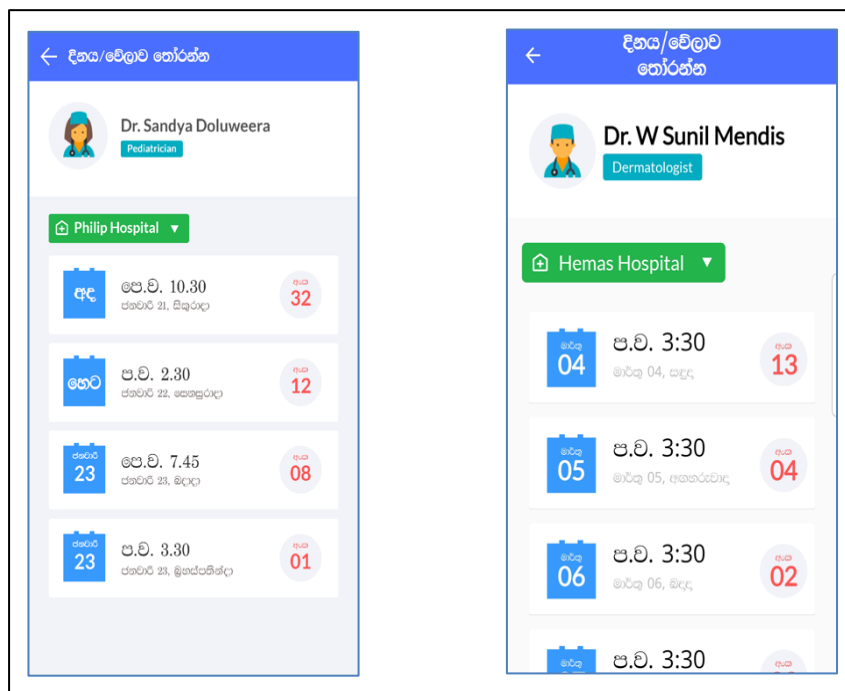 දිනය/වේලාව තෝරන්න
Dr. Sandya Doluweera
Pediatrician
Philip Hospital
අද
පෙ.ව. 10.30
ජනවාරි 21, සිකුරාදා
අංක
32
හෙට
ප.ව. 2.30
ජනවාරි 22, සෙනසුරාදා
අංක
12
ජනවාරි
23
පෙ.ව. 7.45
ජනවාරි 23, බදාදා
අංක
08
ජනවාරි
23
ප.ව. 3.30
ජනවාරි 23, බ්‍රහස්පතින්දා
අංක
01
දිනය/වේලාව
තෝරන්න
Dr. W Sunil Mendis
Dermatologist
Hemas Hospital
මාර්තු
04
ප.ව. 3:30
මාර්තු 04, සඳුදා
අංක
13
මාර්තු
05
ප.ව. 3:30
මාර්තු 05, අඟහරුවාදා
අංක
04
මාර්තු
06
ප.ව. 3:30
මාර්තු 06, බදාදා
අංක
02
මාර්තු
ප.ව. 3:30
අංක